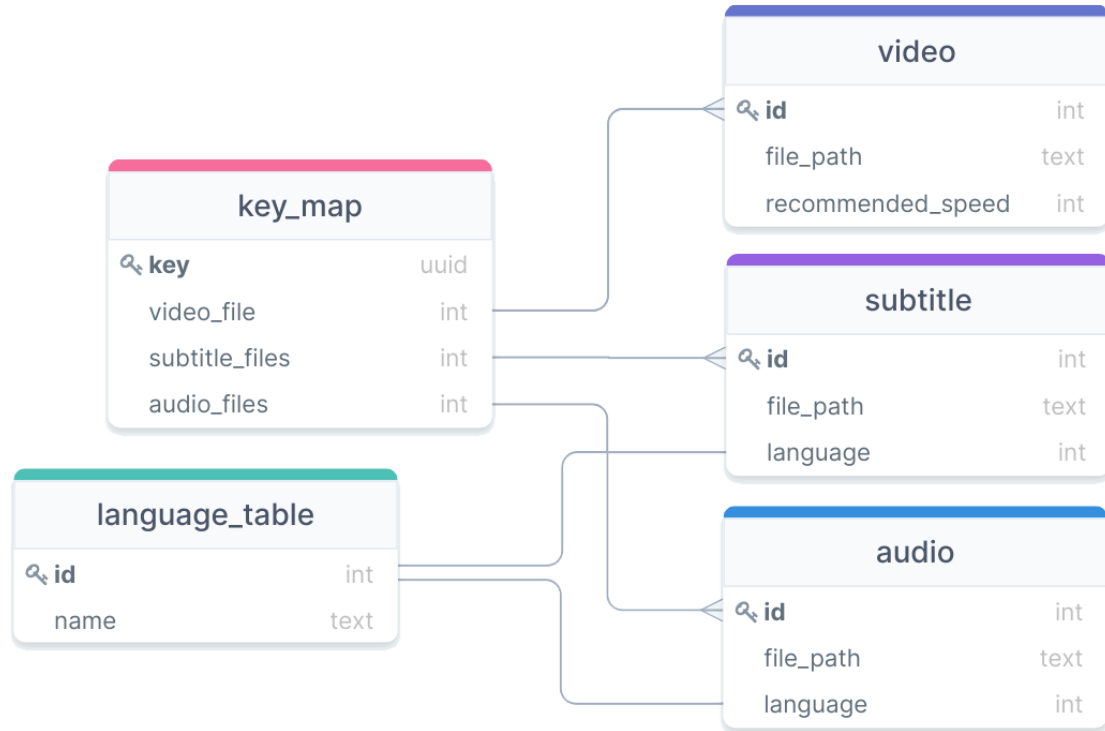 key_map
key uuid
video_file int
subtitle_files int
audio_files int
language_table
id int
name text
video
id int
file_path text
recommended_speed int
subtitle
id int
file_path text
language int
audio
id int
file_path text
language int